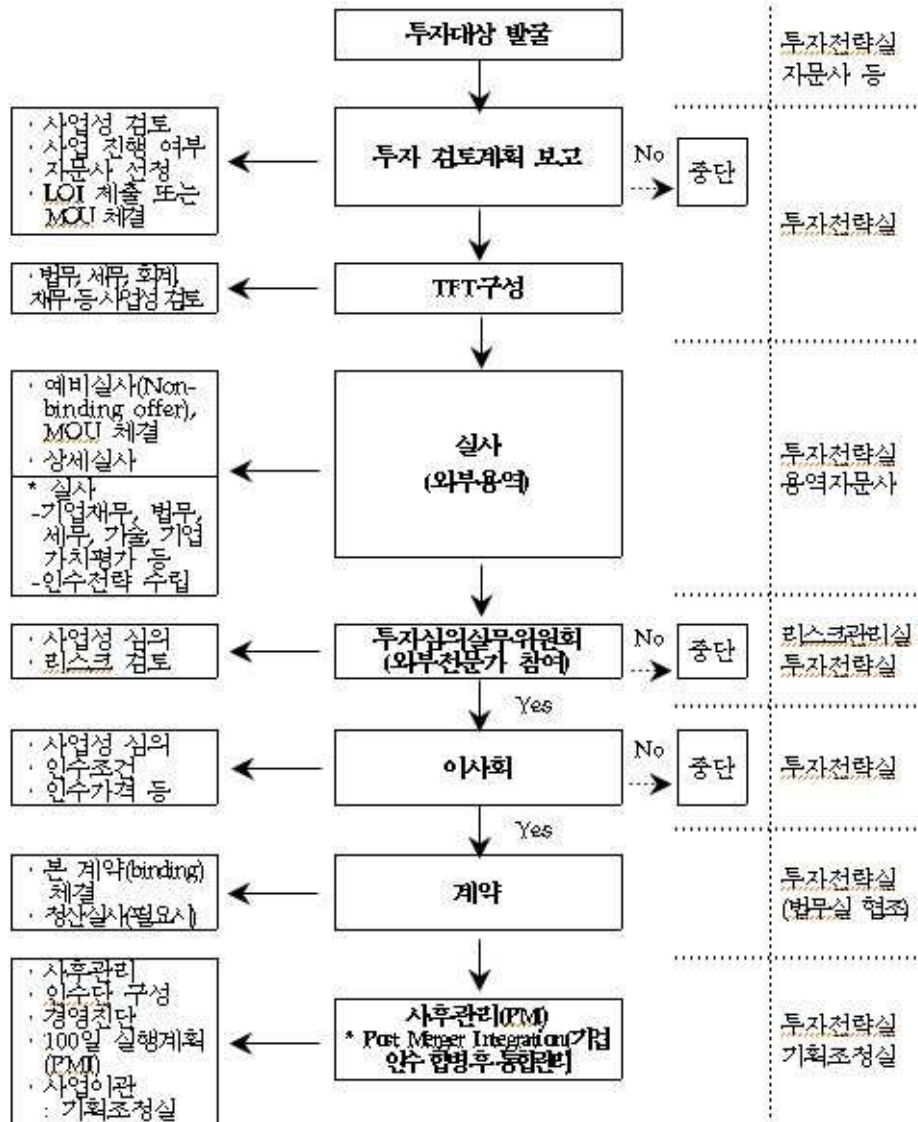 투자대상 발굴
투자전략실
자문사 등
· 사업성 검토
· 사업 진행 여부
· 자문사 선정
· LOI 제출 또는
MOU 체결
투자 검토계획 보고
No
중단
투자전략실
· 법무, 세무, 회계,
재무 등 사업성 검토
TFT구성
· 예비실사(Non-
binding offer),
MOU 체결
· 상세실사
* 실사
-기업재무, 법무,
세무, 기술, 기업
가치평가 등
-인수전략 수립
실사
(외부용역)
투자전략실
용역자문사
· 사업성 심의
· 리스크 검토
투자심의실무위원회
(외부전문가 참여)
No
중단
리스크관리실
투자전략실
Yes
· 사업성 심의
· 인수조건
· 인수가격 등
이사회
No
중단
투자전략실
Yes
· 본 계약(binding)
체결
· 정산실사(필요시)
계약
투자전략실
(법무실 협조)
· 사후관리
· 인수단 구성
· 경영진단
· 100일 실행계획
(PMI)
· 사업이관
: 기획조정실
사후관리(PMI)
* Post Merger Integration(기업
인수 합병후 통합관리
투자전략실
기획조정실